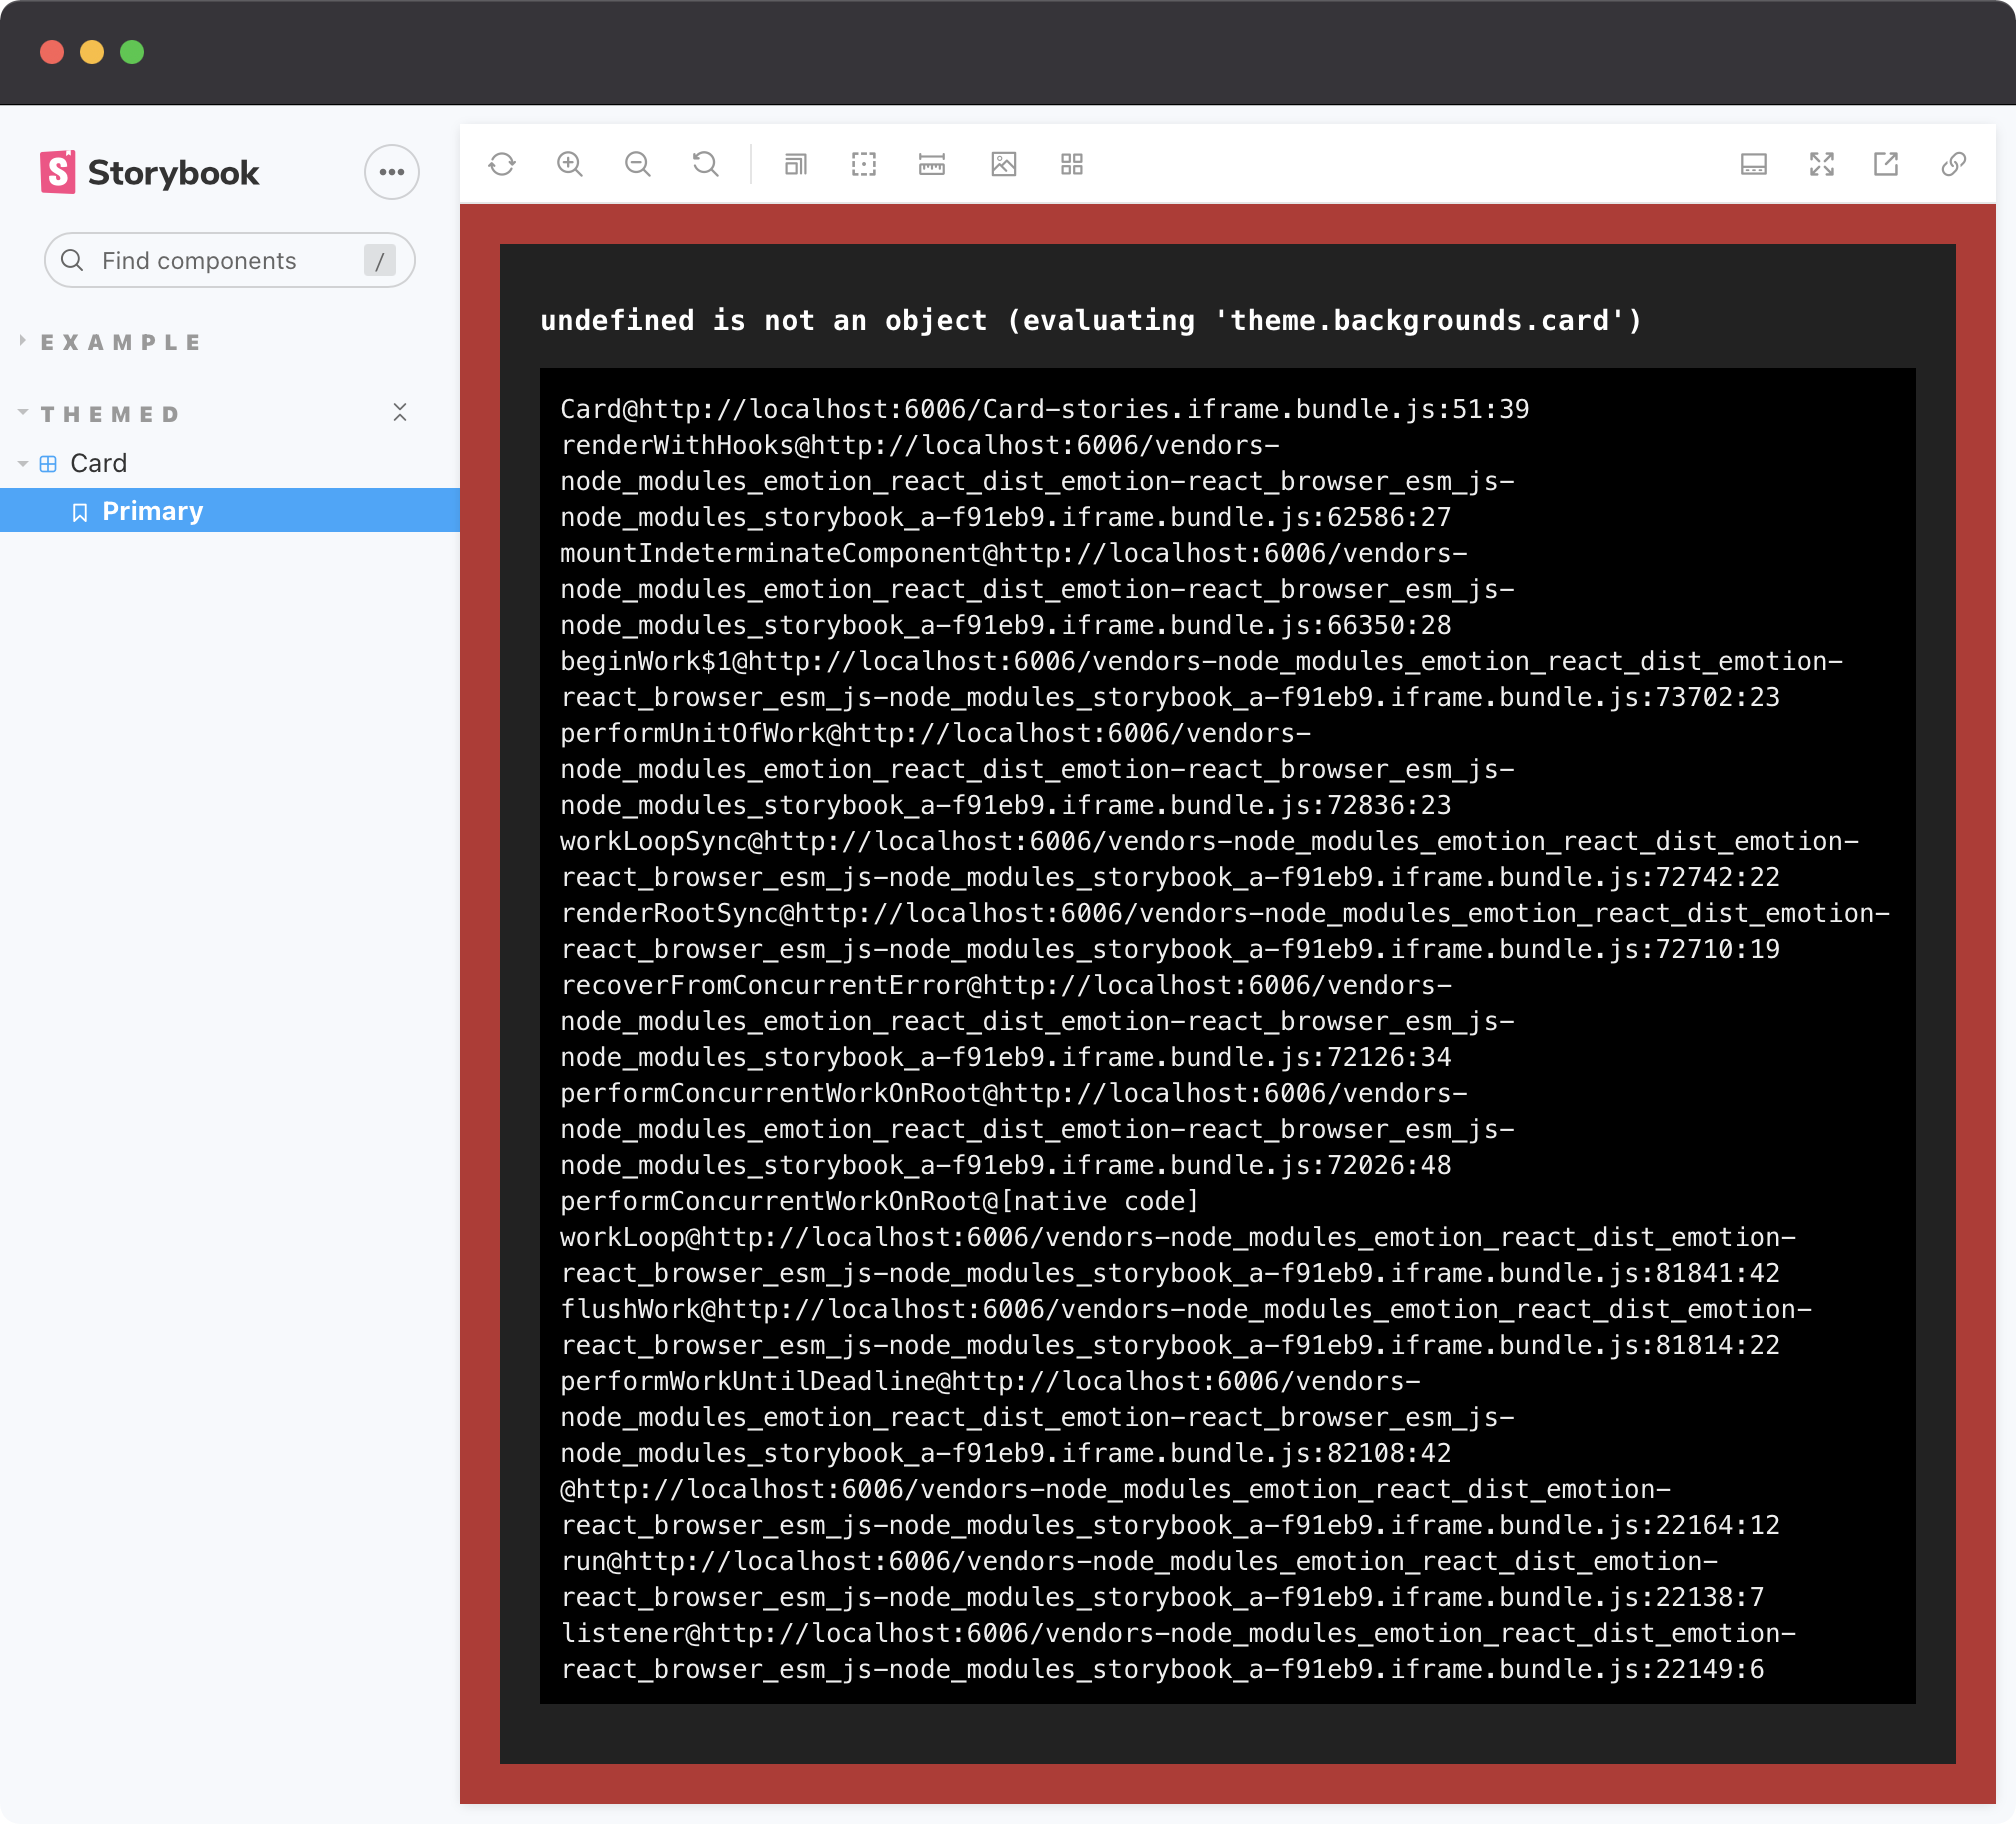 Storybook
Find components /
EXAMPLE
THEMED
Card
Primary
undefined is not an object (evaluating 'theme.backgrounds.card')
Card@http://localhost:6006/Card-stories.iframe.bundle.js:51:39
renderWithHooks@http://localhost:6006/vendors-
node_modules_emotion_react_dist_emotion-react_browser_esm_js-
node_modules_storybook_a-f91eb9.iframe.bundle.js:62586:27
mountIndeterminateComponent@http://localhost:6006/vendors-
node_modules_emotion_react_dist_emotion-react_browser_esm_js-
node_modules_storybook_a-f91eb9.iframe.bundle.js:66350:28
beginWork$1@http://localhost:6006/vendors-node_modules_emotion_react_dist_emotion-
react_browser_esm_js-node_modules_storybook_a-f91eb9.iframe.bundle.js:73702:23
performUnitOfWork@http://localhost:6006/vendors-
node_modules_emotion_react_dist_emotion-react_browser_esm_js-
node_modules_storybook_a-f91eb9.iframe.bundle.js:72836:23
workLoopSync@http://localhost:6006/vendors-node_modules_emotion_react_dist_emotion-
react_browser_esm_js-node_modules_storybook_a-f91eb9.iframe.bundle.js:72742:22
renderRootSync@http://localhost:6006/vendors-node_modules_emotion_react_dist_emotion-
react_browser_esm_js-node_modules_storybook_a-f91eb9.iframe.bundle.js:72710:19
recoverFromConcurrentError@http://localhost:6006/vendors-
node_modules_emotion_react_dist_emotion-react_browser_esm_js-
node_modules_storybook_a-f91eb9.iframe.bundle.js:72126:34
performConcurrentWorkOnRoot@http://localhost:6006/vendors-
node_modules_emotion_react_dist_emotion-react_browser_esm_js-
node_modules_storybook_a-f91eb9.iframe.bundle.js:72026:48
performConcurrentWorkOnRoot@[native code]
workLoop@http://localhost:6006/vendors-node_modules_emotion_react_dist_emotion-
react_browser_esm_js-node_modules_storybook_a-f91eb9.iframe.bundle.js:81841:42
flushWork@http://localhost:6006/vendors-node_modules_emotion_react_dist_emotion-
react_browser_esm_js-node_modules_storybook_a-f91eb9.iframe.bundle.js:81814:22
performWorkUntilDeadline@http://localhost:6006/vendors-
node_modules_emotion_react_dist_emotion-react_browser_esm_js-
node_modules_storybook_a-f91eb9.iframe.bundle.js:82108:42
@http://localhost:6006/vendors-node_modules_emotion_react_dist_emotion-
react_browser_esm_js-node_modules_storybook_a-f91eb9.iframe.bundle.js:22164:12
run@http://localhost:6006/vendors-node_modules_emotion_react_dist_emotion-
react_browser_esm_js-node_modules_storybook_a-f91eb9.iframe.bundle.js:22138:7
listener@http://localhost:6006/vendors-node_modules_emotion_react_dist_emotion-
react_browser_esm_js-node_modules_storybook_a-f91eb9.iframe.bundle.js:22149:6